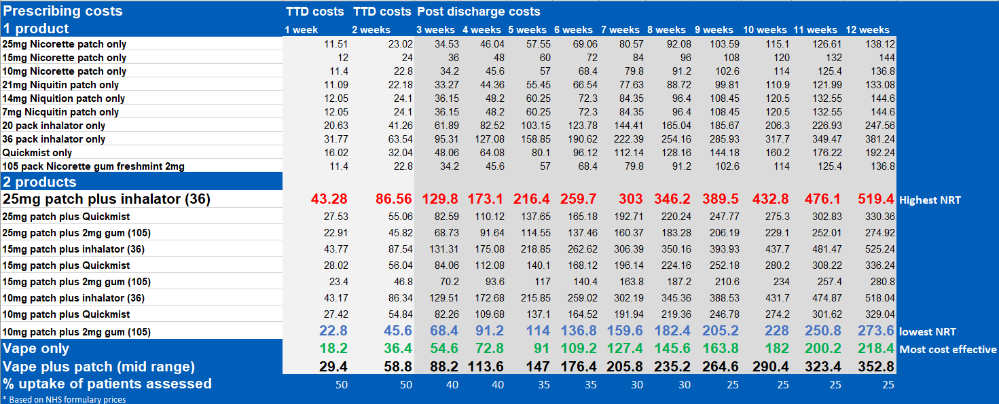 Prescribing costs TTD costs TTD costs Post discharge costs
1 product 1 week 2 weeks 3 weeks 4 weeks 5 weeks 6 weeks 7 weeks 8 weeks 9 weeks 10 weeks 11 weeks 12 weeks
25mg Nicorette patch only 11.51 23.02 34.53 46.04 57.55 69.06 80.57 92.08 103.59 115.1 126.61 138.12
15mg Nicorette patch only 12 24 36 48 60 72 84 96 108 120 132 144
10mg Nicorette patch only 11.4 22.8 34.2 45.6 57 68.4 79.8 91.2 102.6 114 125.4 136.8
21mg Niquitin patch only 11.09 22.18 33.27 44.36 55.45 66.54 77.63 88.72 99.81 110.9 121.99 133.08
14mg Niquition patch only 12.05 24.1 36.15 48.2 60.25 72.3 84.35 96.4 108.45 120.5 132.55 144.6
7mg Nicquitin patch only 12.05 24.1 36.15 48.2 60.25 72.3 84.35 96.4 108.45 120.5 132.55 144.6
20 pack inhalator only 20.63 41.26 61.89 82.52 103.15 123.78 144.41 165.04 185.67 206.3 226.93 247.56
36 pack inhalator only 31.77 63.54 95.31 127.08 158.85 190.62 222.39 254.16 285.93 317.7 349.47 381.24
Quickmist only 16.02 32.04 48.06 64.08 80.1 96.12 112.14 128.16 144.18 160.2 176.22 192.24
105 pack Nicorette gum freshmint 2mg 11.4 22.8 34.2 45.6 57 68.4 79.8 91.2 102.6 114 125.4 136.8
2 products
25mg patch plus inhalator (36) 43.28 86.56 129.8 173.1 216.4 259.7 303 346.2 389.5 432.8 476.1 519.4 Highest NRT
25mg patch plus Quickmist 27.53 55.06 82.59 110.12 137.65 165.18 192.71 220.24 247.77 275.3 302.83 330.36
25mg patch plus 2mg gum (105) 22.91 45.82 68.73 91.64 114.55 137.46 160.37 183.28 206.19 229.1 252.01 274.92
15mg patch plus inhalator (36) 43.77 87.54 131.31 175.08 218.85 262.62 306.39 350.16 393.93 437.7 481.47 525.24
15mg patch plus Quickmist 28.02 56.04 84.06 112.08 140.1 168.12 196.14 224.16 252.18 280.2 308.22 336.24
15mg patch plus 2mg gum (105) 23.4 46.8 70.2 93.6 117 140.4 163.8 187.2 210.6 234 257.4 280.8
10mg patch plus inhalator (36) 43.17 86.34 129.51 172.68 215.85 259.02 302.19 345.36 388.53 431.7 474.87 518.04
10mg patch plus Quickmist 27.42 54.84 82.26 109.68 137.1 164.52 191.94 219.36 246.78 274.2 301.62 329.04
10mg patch plus 2mg gum (105) 22.8 45.6 68.4 91.2 114 136.8 159.6 182.4 205.2 228 250.8 273.6 lowest NRT
Vape only 18.2 36.4 54.6 72.8 91 109.2 127.4 145.6 163.8 182 200.2 218.4 Most cost effective
Vape plus patch (mid range) 29.4 58.8 88.2 113.6 147 176.4 205.8 235.2 264.6 290.4 323.4 352.8
% uptake of patients assessed 50 50 40 40 35 35 30 30 25 25 25 25
* Based on NHS formulary prices